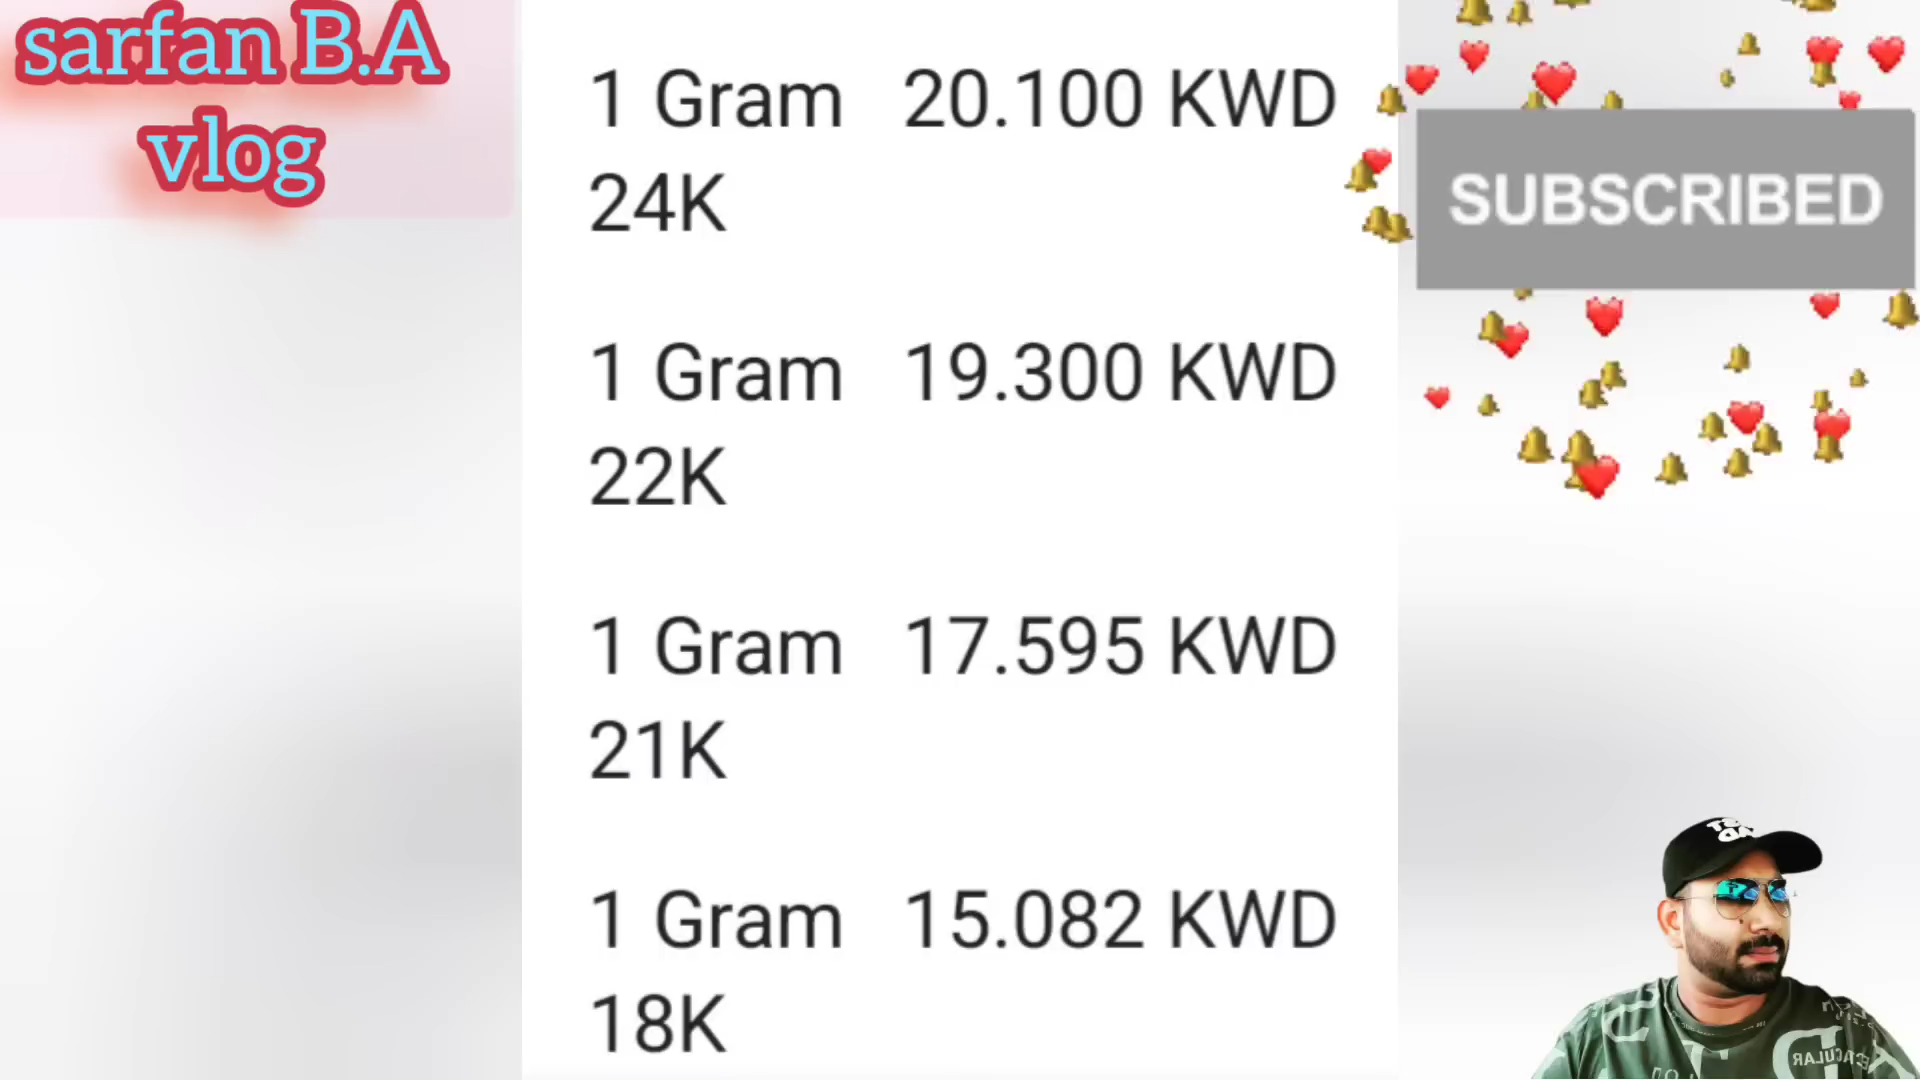 sarfan B.A
vlog
1 Gram 20.100 KWD
24K
1 Gram 19.300 KWD
22K
1 Gram 17.595 KWD
21K
1 Gram 15.082 KWD
18K
SUBSCRIBED